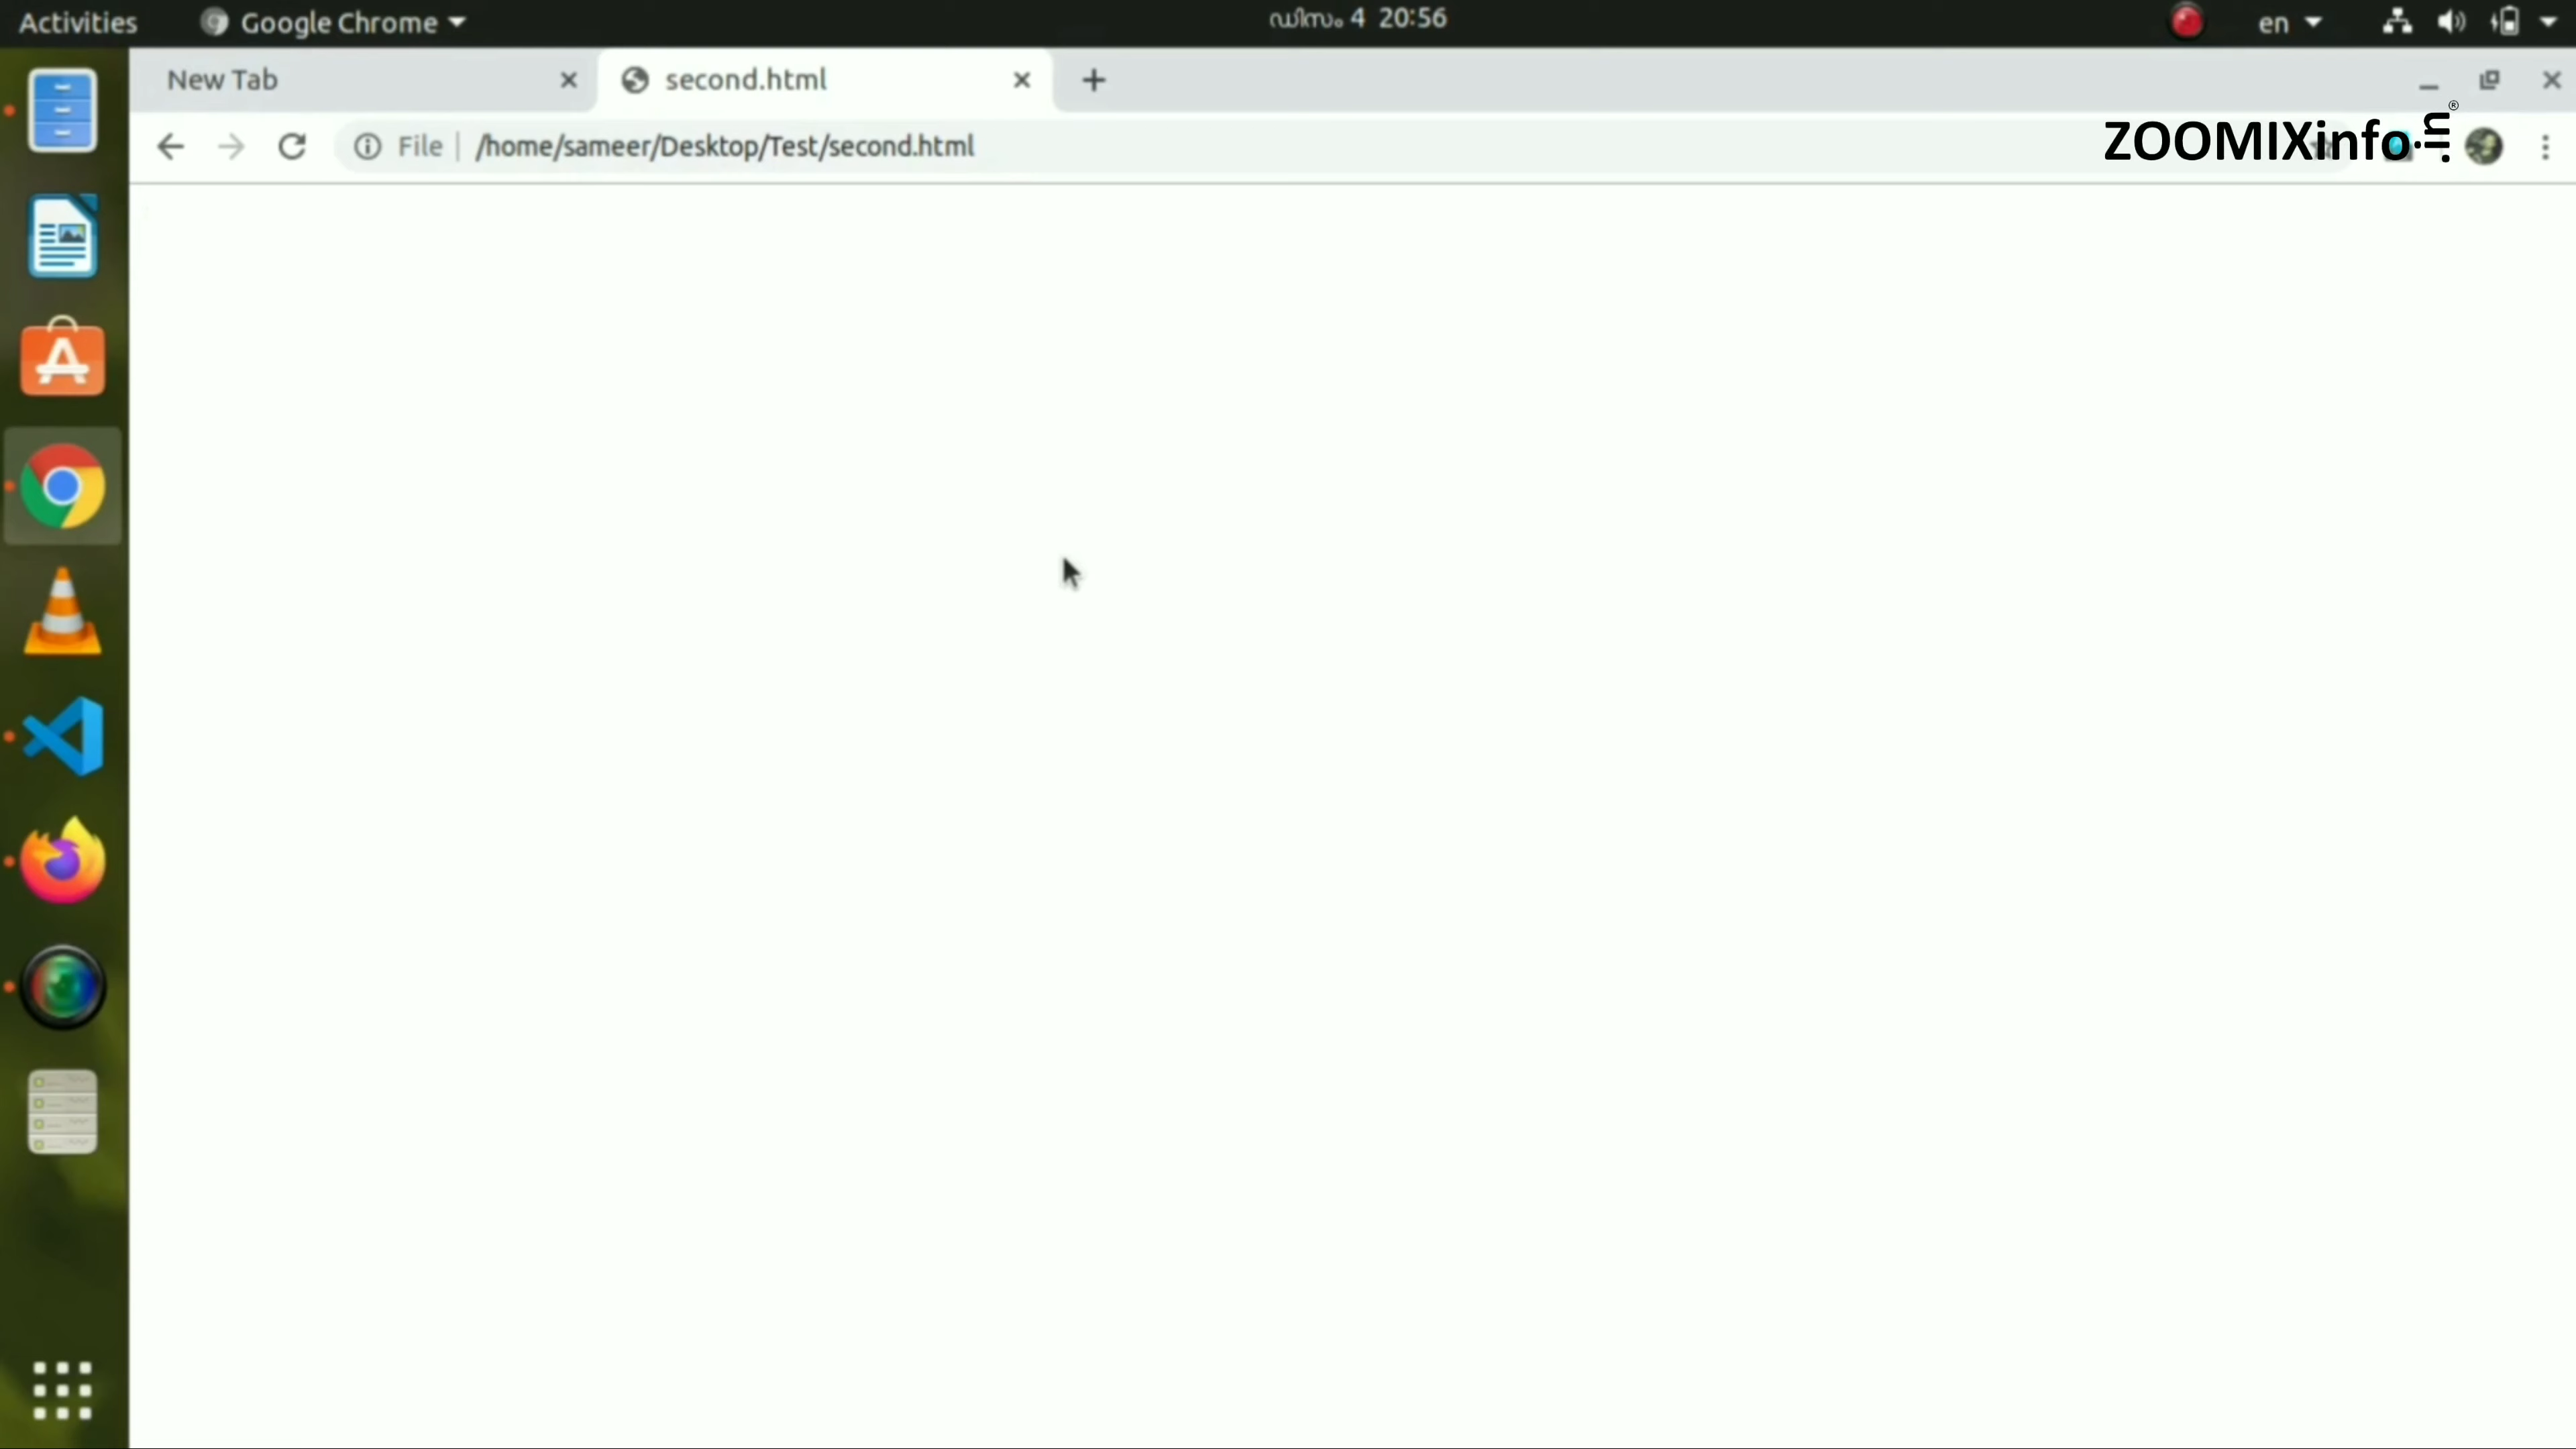 Activities
Google Chrome
ഡിസം 4 20:56
en
New Tab
second.html
File
/home/sameer/Desktop/Test/second.html
ZOOMIXinfo.in
®